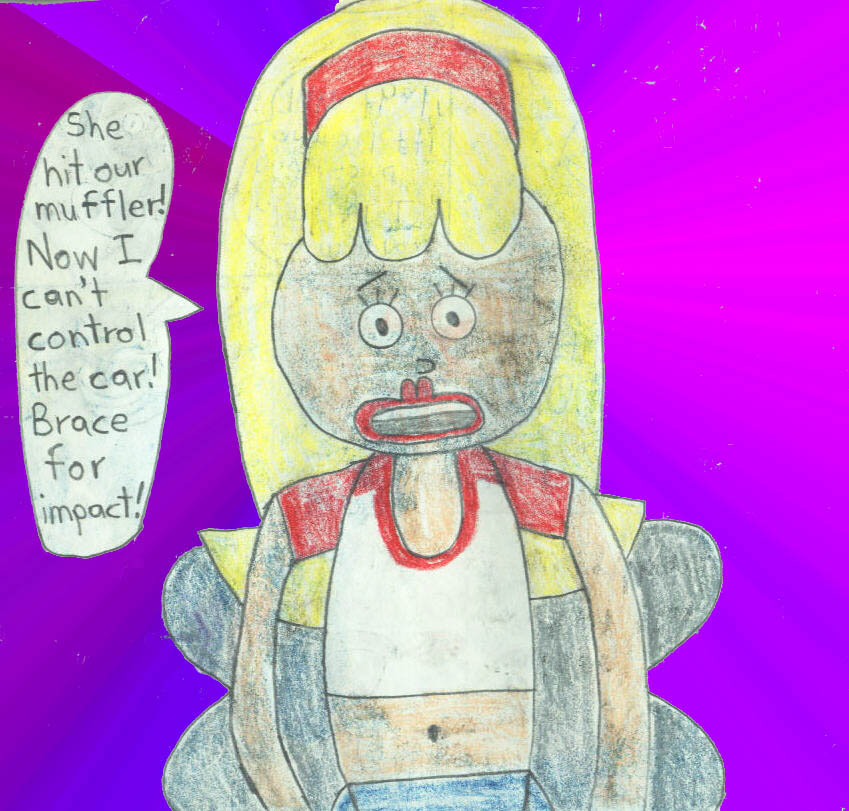 She
hit our
muffler!
Now I
can't
control
the car!
Brace
for
impact!